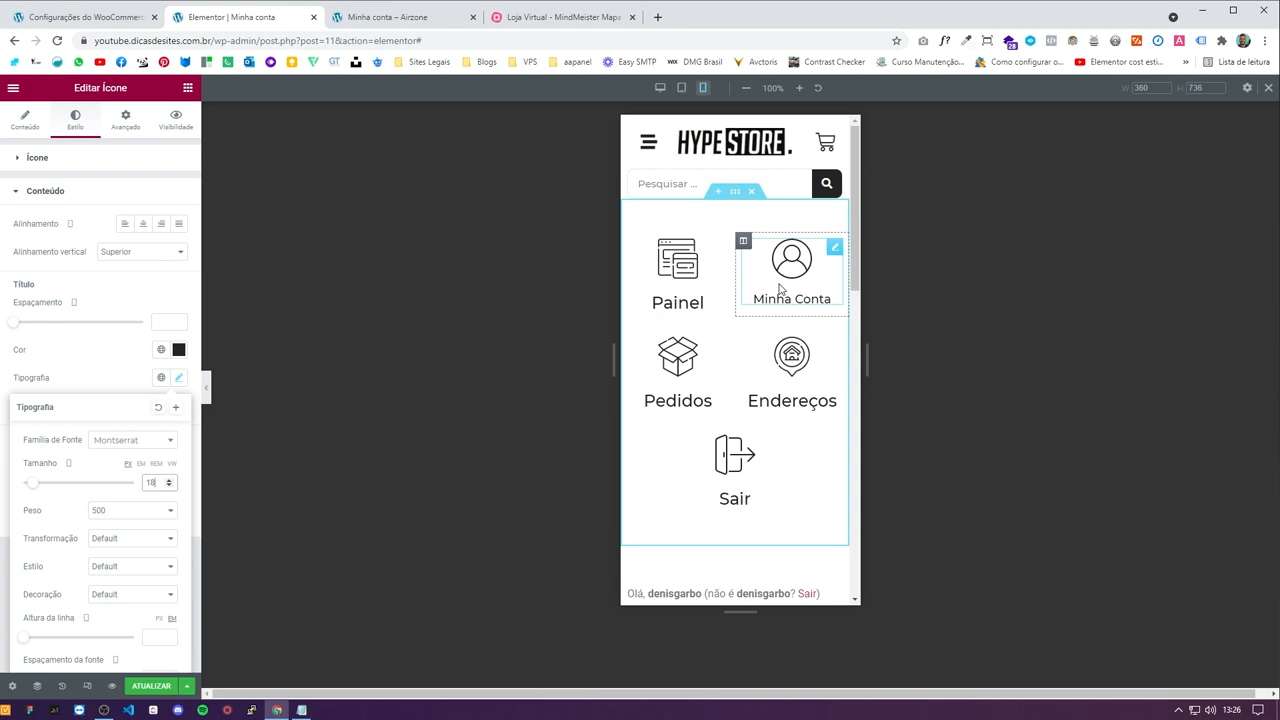 Configurações do WooCommerc
Elementor | Minha conta
Minha conta – Airzone
Loja Virtual - MindMeister Mapa
youtube.dicasdesites.com.br/wp-admin/post.php?post=11&action=elementor#
28
Sites Legais
Blogs
VPS
aapanel
Easy SMTP
DMG Brasil
Avctoris
Contrast Checker
Curso Manutenção...
Como configurar o...
Elementor cost esti...
Lista de leitura
Editar Ícone
100%
W 360
H 736
Conteúdo
Estilo
Avançado
Visibilidade
Ícone
Conteúdo
Alinhamento
Alinhamento vertical
Superior
Título
Espaçamento
Cor
Tipografia
Tipografia
Família de Fonte
Montserrat
Tamanho
PX EM REM VW
18
Peso
500
Transformação
Default
Estilo
Default
Decoração
Default
Altura da linha
PX EM
Espaçamento da fonte
ATUALIZAR
HYPE STORE.
Pesquisar ...
Painel
Minha Conta
Pedidos
Endereços
Sair
Olá, denisgarbo (não é denisgarbo? Sair)
13:26